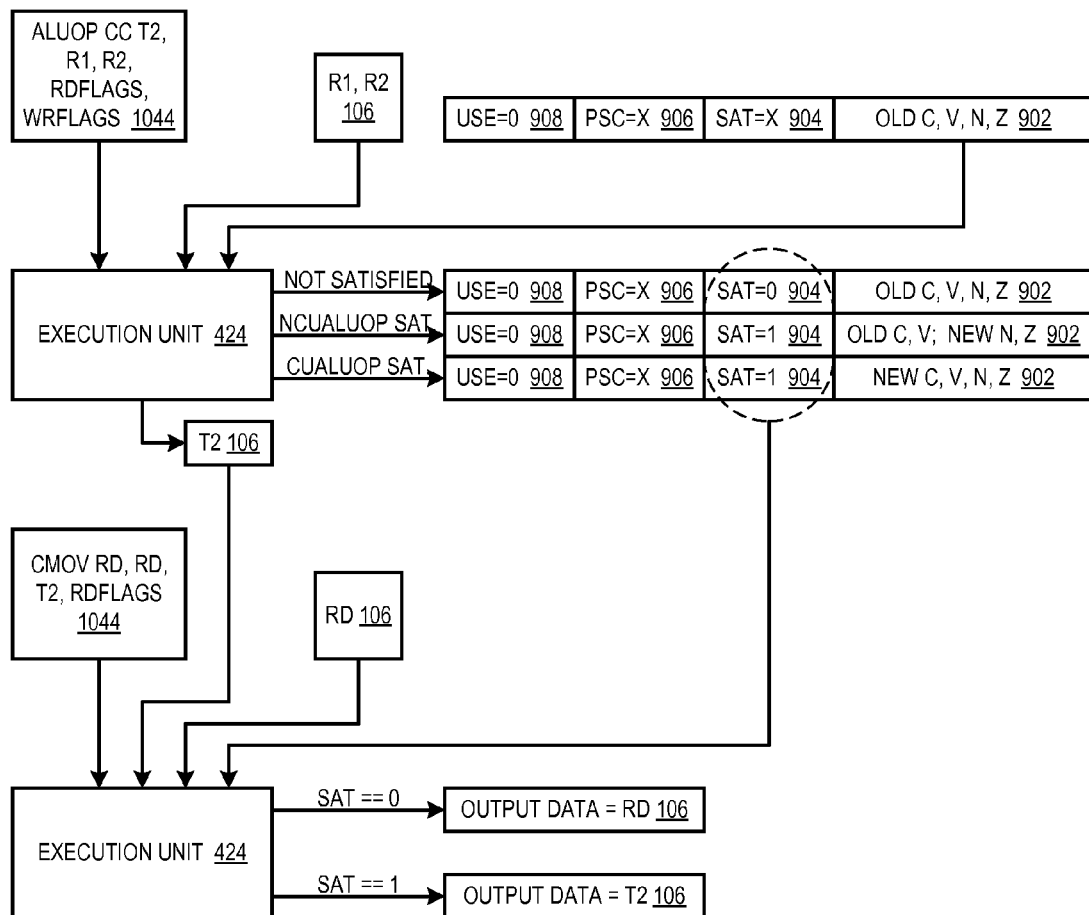 ALUOP CC T2,
R1, R2,
RDFLAGS,
WRFLAGS 1044
R1, R2
106
USE=0 908 PSC=X 906 SAT=X 904 OLD C, V, N, Z 902
EXECUTION UNIT 424
NOT SATISFIED
USE=0 908 PSC=X 906 SAT=0 904 OLD C, V, N, Z 902
NCUALUOP SAT
USE=0 908 PSC=X 906 SAT=1 904 OLD C, V; NEW N, Z 902
CUALUOP SAT
USE=0 908 PSC=X 906 SAT=1 904 NEW C, V, N, Z 902
T2 106
CMOV RD, RD,
T2, RDFLAGS
1044
RD 106
EXECUTION UNIT 424
SAT == 0
OUTPUT DATA = RD 106
SAT == 1
OUTPUT DATA = T2 106